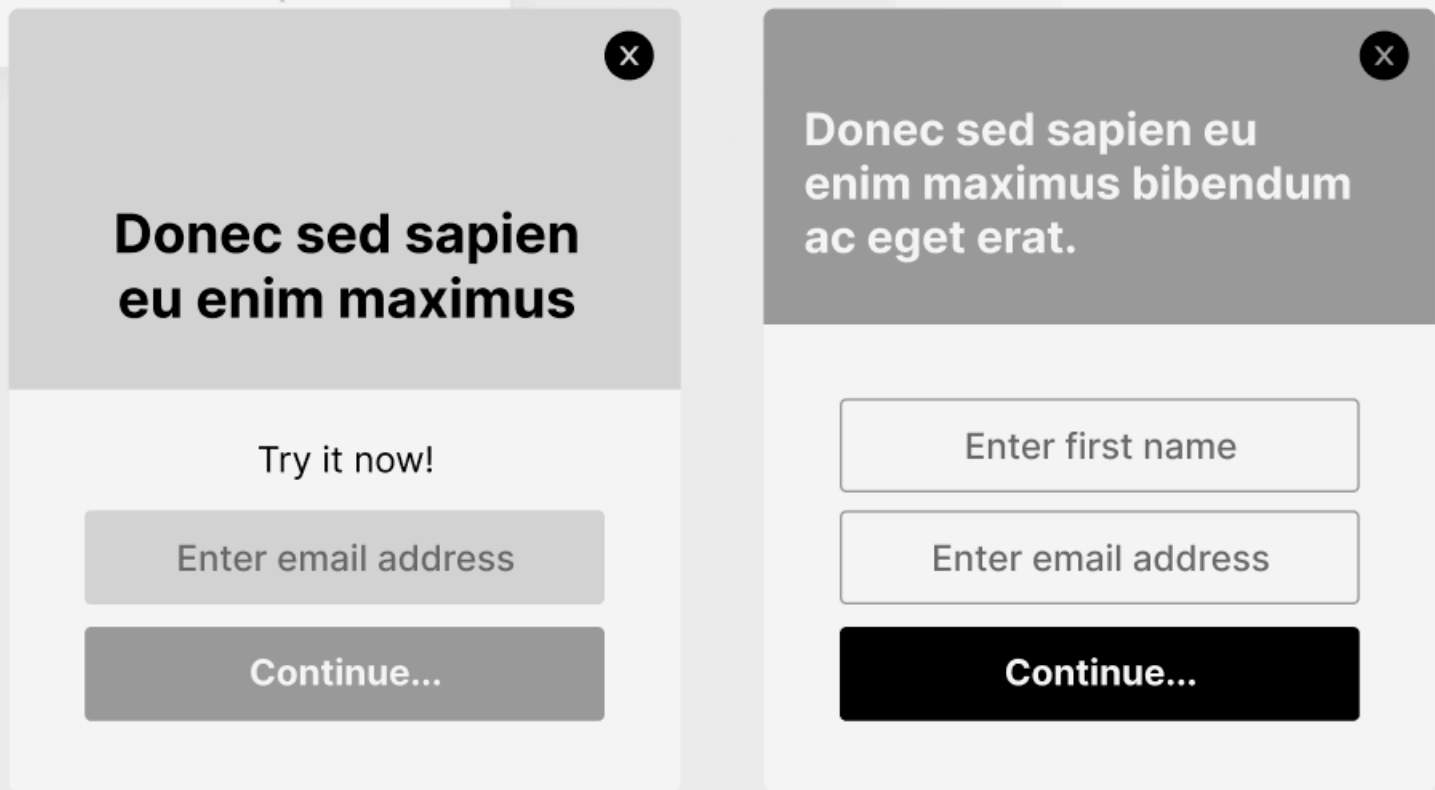 X
Donec sed sapien
eu enim maximus
Try it now!
Enter email address
Continue...
X
Donec sed sapien eu
enim maximus bibendum
ac eget erat.
Enter first name
Enter email address
Continue...